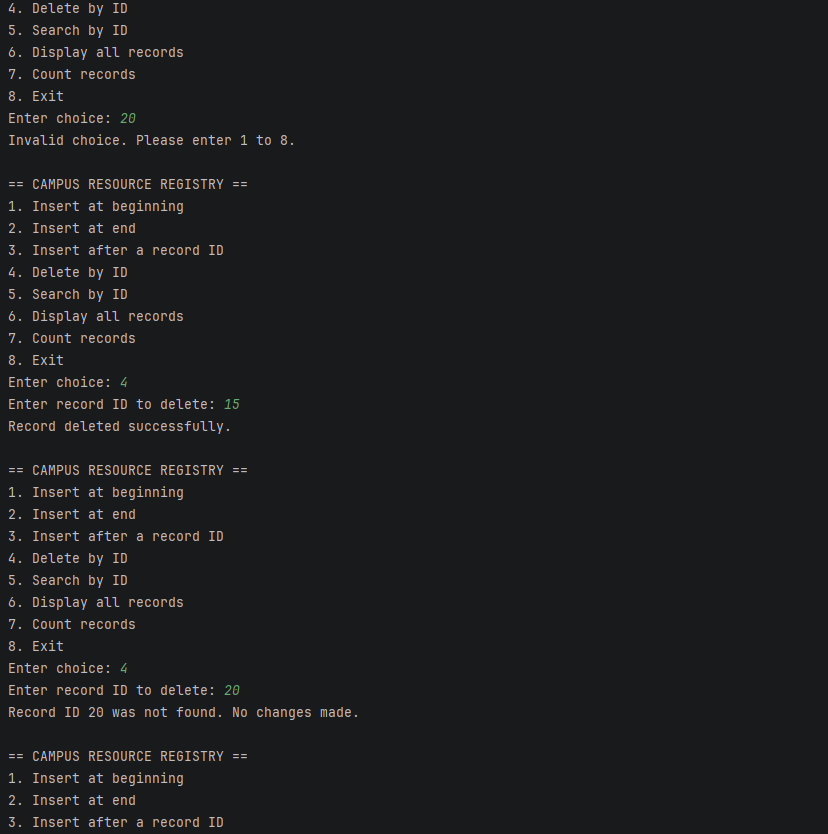 4. Delete by ID
5. Search by ID
6. Display all records
7. Count records
8. Exit
Enter choice: 20
Invalid choice. Please enter 1 to 8.

== CAMPUS RESOURCE REGISTRY ==
1. Insert at beginning
2. Insert at end
3. Insert after a record ID
4. Delete by ID
5. Search by ID
6. Display all records
7. Count records
8. Exit
Enter choice: 4
Enter record ID to delete: 15
Record deleted successfully.

== CAMPUS RESOURCE REGISTRY ==
1. Insert at beginning
2. Insert at end
3. Insert after a record ID
4. Delete by ID
5. Search by ID
6. Display all records
7. Count records
8. Exit
Enter choice: 4
Enter record ID to delete: 20
Record ID 20 was not found. No changes made.

== CAMPUS RESOURCE REGISTRY ==
1. Insert at beginning
2. Insert at end
3. Insert after a record ID